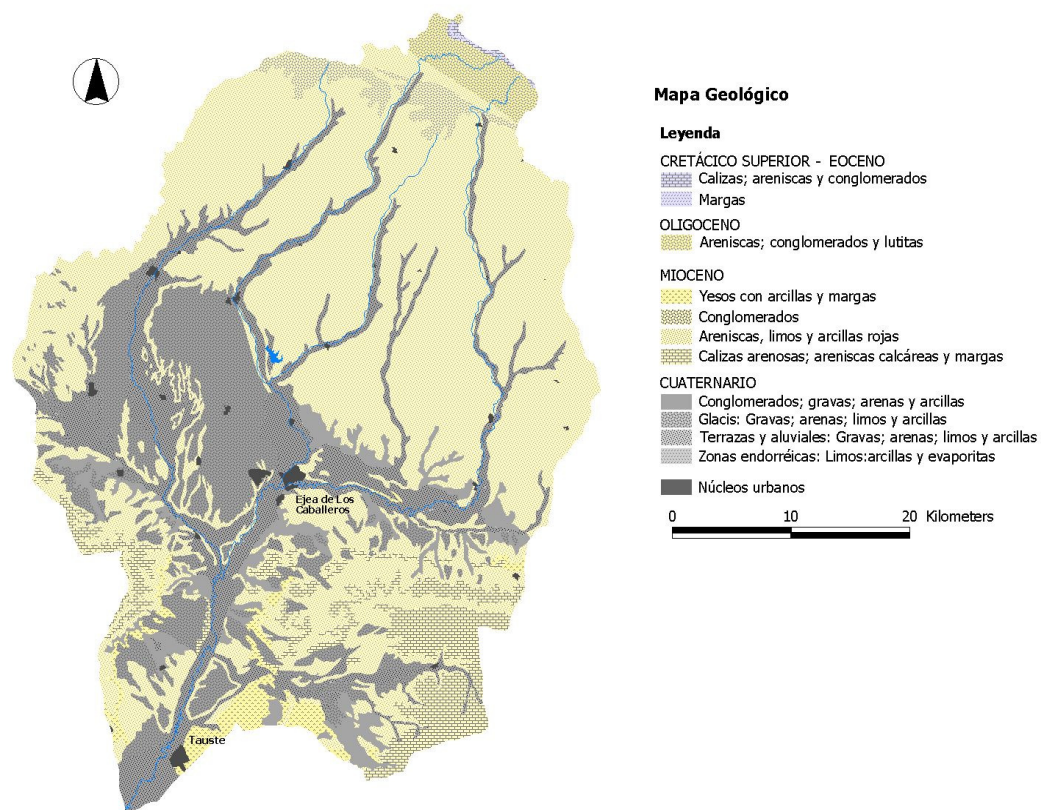 Mapa Geológico
Leyenda
CRETÁCICO SUPERIOR - EOCENO
Calizas; areniscas y conglomerados
Margas
OLIGOCENO
Areniscas; conglomerados y lutitas
MIOCENO
Yesos con arcillas y margas
Conglomerados
Areniscas, limos y arcillas rojas
Calizas arenosas; areniscas calcáreas y margas
CUATERNARIO
Conglomerados; gravas; arenas y arcillas
Glacis: Gravas; arenas; limos y arcillas
Terrazas y aluviales: Gravas; arenas; limos y arcillas
Zonas endorréicas: Limos:arcillas y evaporitas
Núcleos urbanos
0 10 20 Kilometers
Ejea de Los
Caballeros
Tauste